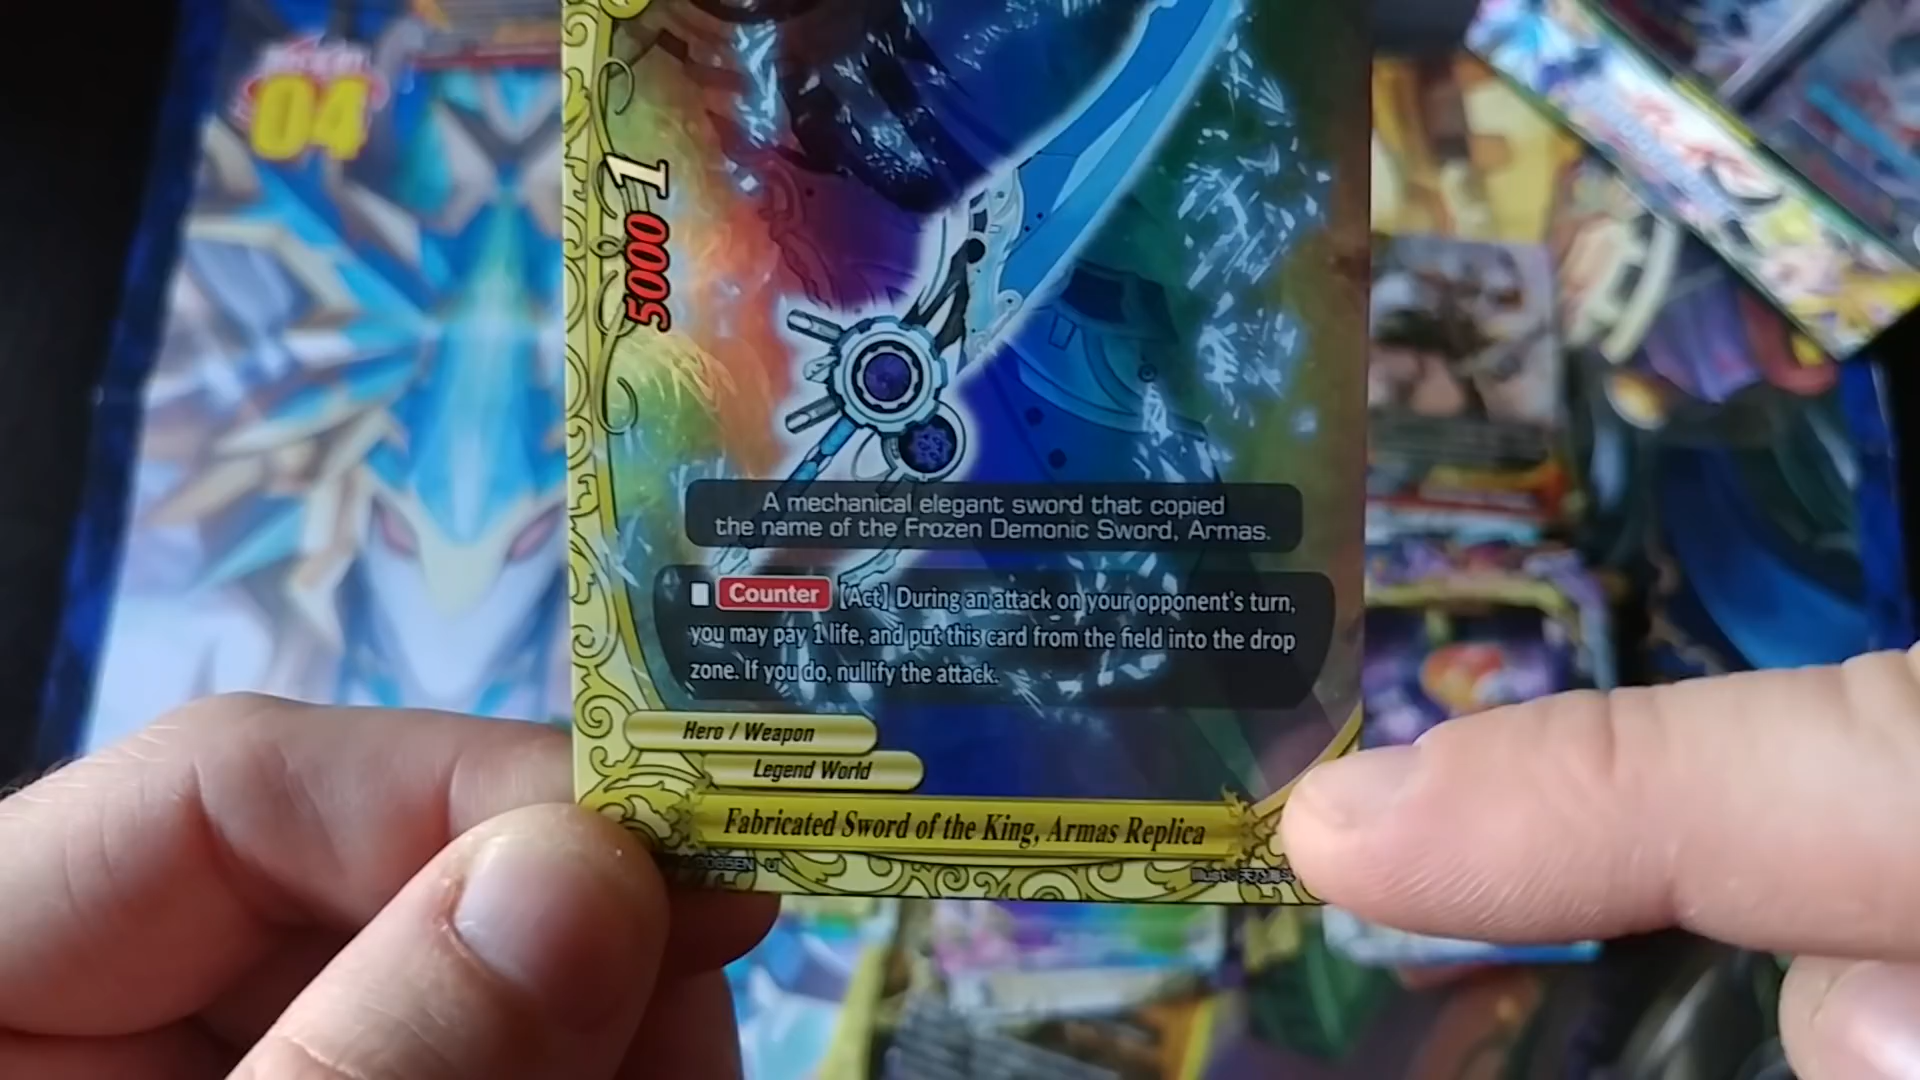 04
1
5000
A mechanical elegant sword that copied
the name of the Frozen Demonic Sword, Armas.
Counter 【Act】 During an attack on your opponent's turn,
you may pay 1 life, and put this card from the field into the drop
zone. If you do, nullify the attack.
Hero / Weapon
Legend World
Fabricated Sword of the King, Armas Replica
0065EN U